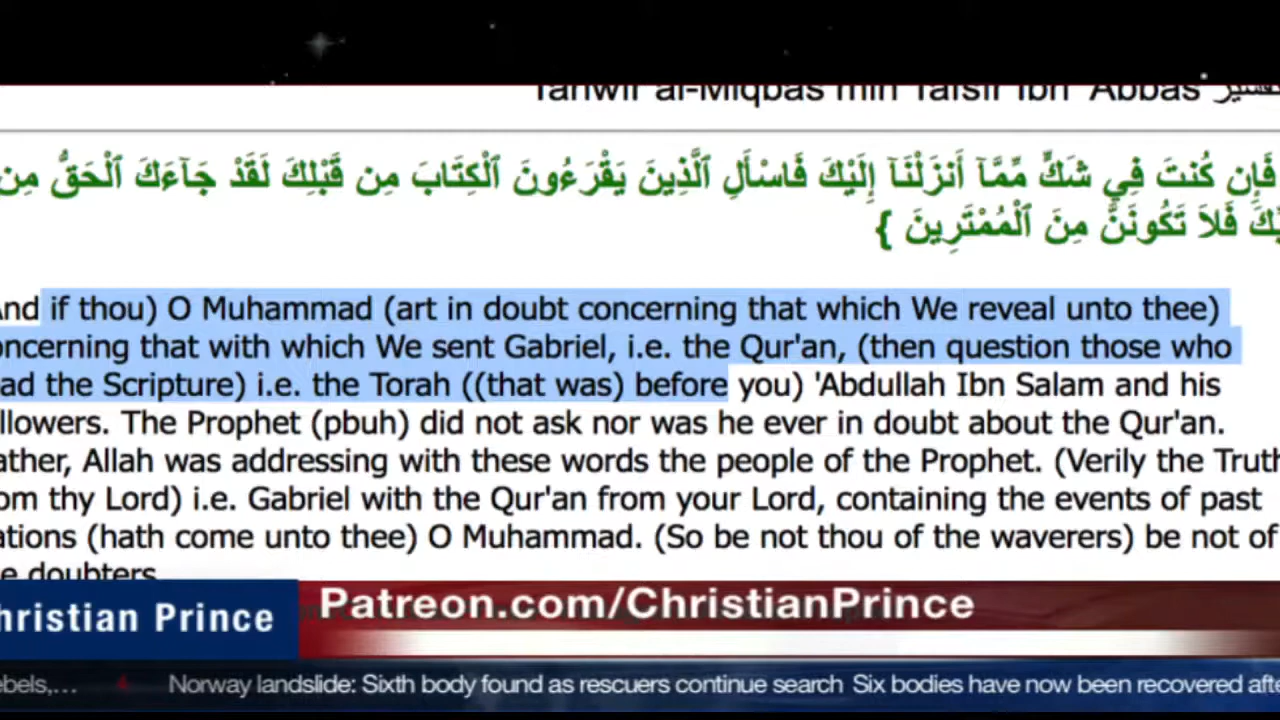 Tanwîr al-Miqbâs min Tafsîr Ibn 'Abbâs تفسير
فَإِن كُنتَ فِي شَكٍّ مِّمَّآ أَنزَلْنَآ إِلَيْكَ فَاسْأَلِ ٱلَّذِينَ يَقْرَءُونَ ٱلْكِتَابَ مِن قَبْلِكَ لَقَدْ جَآءَكَ ٱلْحَقُّ مِن
يِّكَ فَلاَ تَكُونَنَّ مِنَ ٱلْمُمْتَرِينَ }
And if thou) O Muhammad (art in doubt concerning that which We reveal unto thee)
oncerning that with which We sent Gabriel, i.e. the Qur'an, (then question those who
ad the Scripture) i.e. the Torah ((that was) before you) 'Abdullah Ibn Salam and his
llowers. The Prophet (pbuh) did not ask nor was he ever in doubt about the Qur'an.
ather, Allah was addressing with these words the people of the Prophet. (Verily the Truth
om thy Lord) i.e. Gabriel with the Qur'an from your Lord, containing the events of past
ations (hath come unto thee) O Muhammad. (So be not thou of the waverers) be not of
e doubters.
hristian Prince
Patreon.com/ChristianPrince
ebels,... 4 Norway landslide: Sixth body found as rescuers continue search Six bodies have now been recovered afte